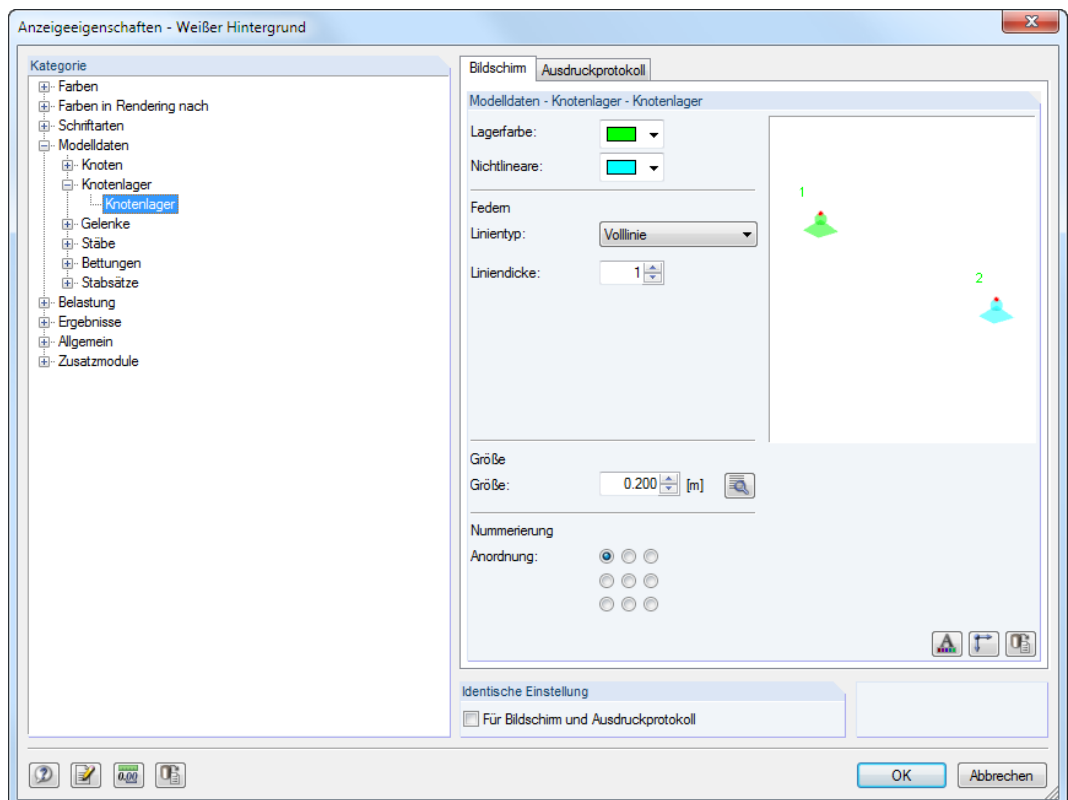 Anzeigeeigenschaften - Weißer Hintergrund
Kategorie
Farben
Farben in Rendering nach
Schriftarten
Modelldaten
Knoten
Knotenlager
Knotenlager
Gelenke
Stäbe
Bettungen
Stabsätze
Belastung
Ergebnisse
Allgemein
Zusatzmodule
Bildschirm Ausdruckprotokoll
Modelldaten - Knotenlager - Knotenlager
Lagerfarbe:
Nichtlineare:
Federn
Linientyp: Volllinie
Liniendicke: 1
1
2
Größe
Größe: 0.200 [m]
Nummerierung
Anordnung:
A
Identische Einstellung
Für Bildschirm und Ausdruckprotokoll
0.00
OK Abbrechen